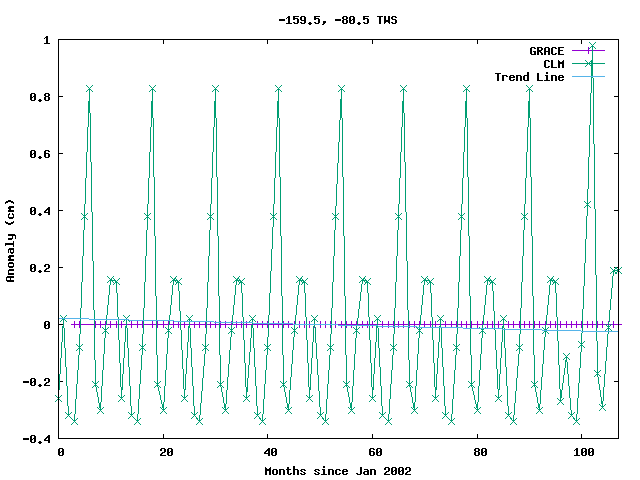 -159.5, -80.5 TWS
GRACE
CLM
Trend Line
1
0.8
0.6
0.4
0.2
0
-0.2
-0.4
Anomaly (cm)
0 20 40 60 80 100
Months since Jan 2002